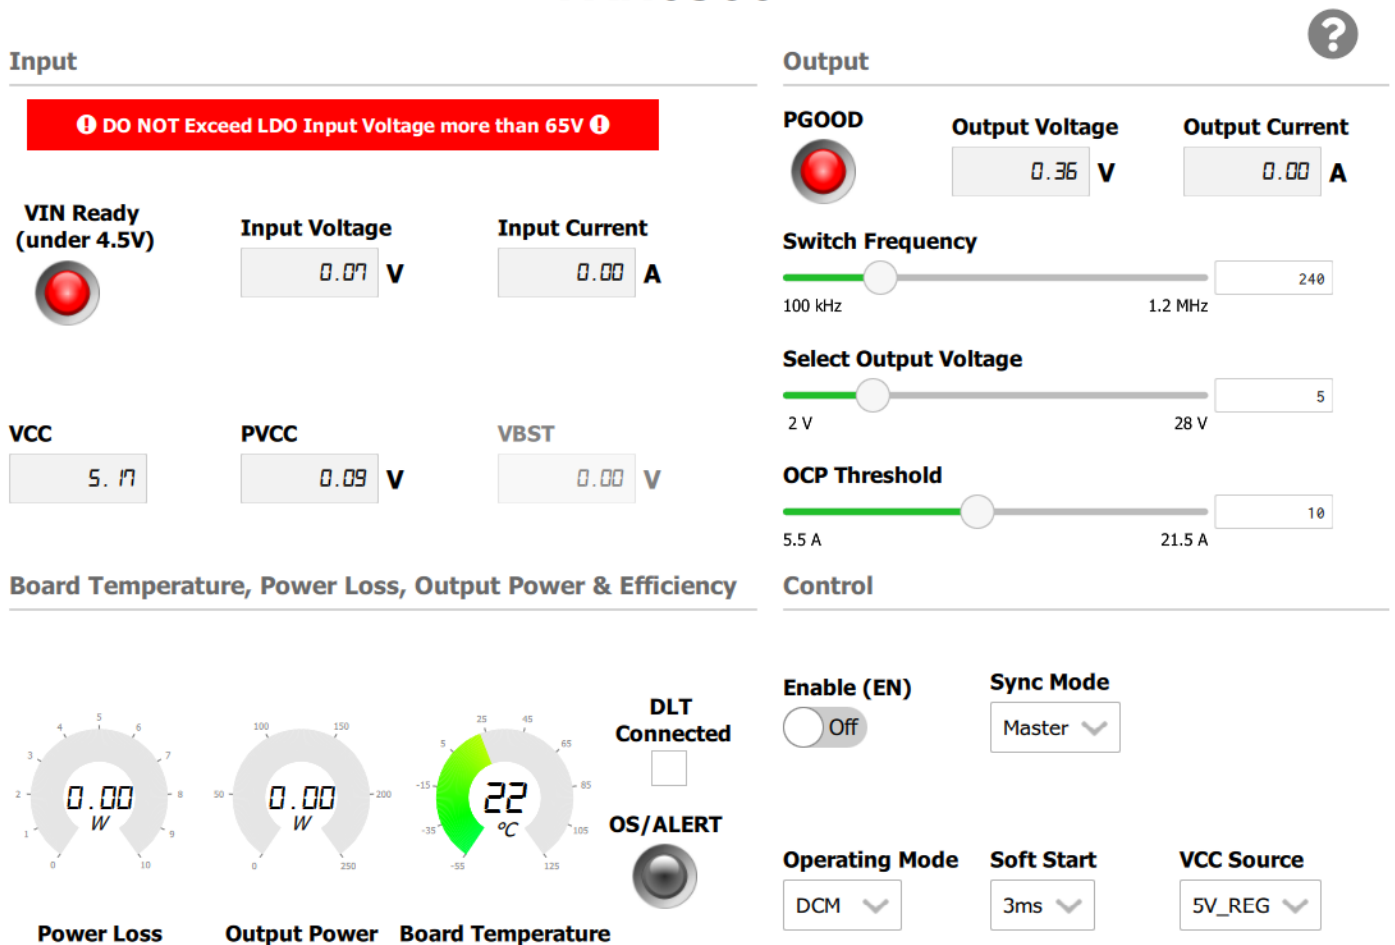 Input
DO NOT Exceed LDO Input Voltage more than 65V
VIN Ready
(under 4.5V)
Input Voltage
0.07 V
Input Current
0.00 A
VCC
5.17
PVCC
0.09 V
VBST
0.00 V
Output
PGOOD
Output Voltage
0.36 V
Output Current
0.00 A
Switch Frequency
240
100 kHz 1.2 MHz
Select Output Voltage
5
2 V 28 V
OCP Threshold
10
5.5 A 21.5 A
Board Temperature, Power Loss, Output Power & Efficiency
0 1 2 3 4 5 6 7 8 9 10
0.00
W
Power Loss
0 50 100 150 200 250
0.00
W
Output Power
-55 -35 -15 5 25 45 65 85 105 125
22
°C
Board Temperature
DLT
Connected
OS/ALERT
Control
Enable (EN)
Off
Sync Mode
Master
Operating Mode
DCM
Soft Start
3ms
VCC Source
5V_REG